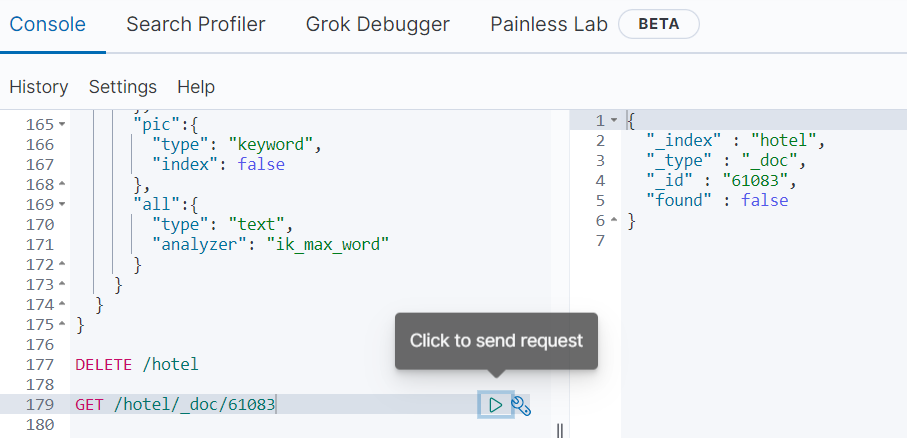 Console Search Profiler Grok Debugger Painless Lab BETA
History Settings Help
165 "pic":{
166 "type": "keyword",
167 "index": false
168 },
169 "all":{
170 "type": "text",
171 "analyzer": "ik_max_word"
172 }
173 }
174 }
175 }
176
177 DELETE /hotel
178
179 GET /hotel/_doc/61083
180
Click to send request
1 {
2 "_index" : "hotel",
3 "_type" : "_doc",
4 "_id" : "61083",
5 "found" : false
6 }
7